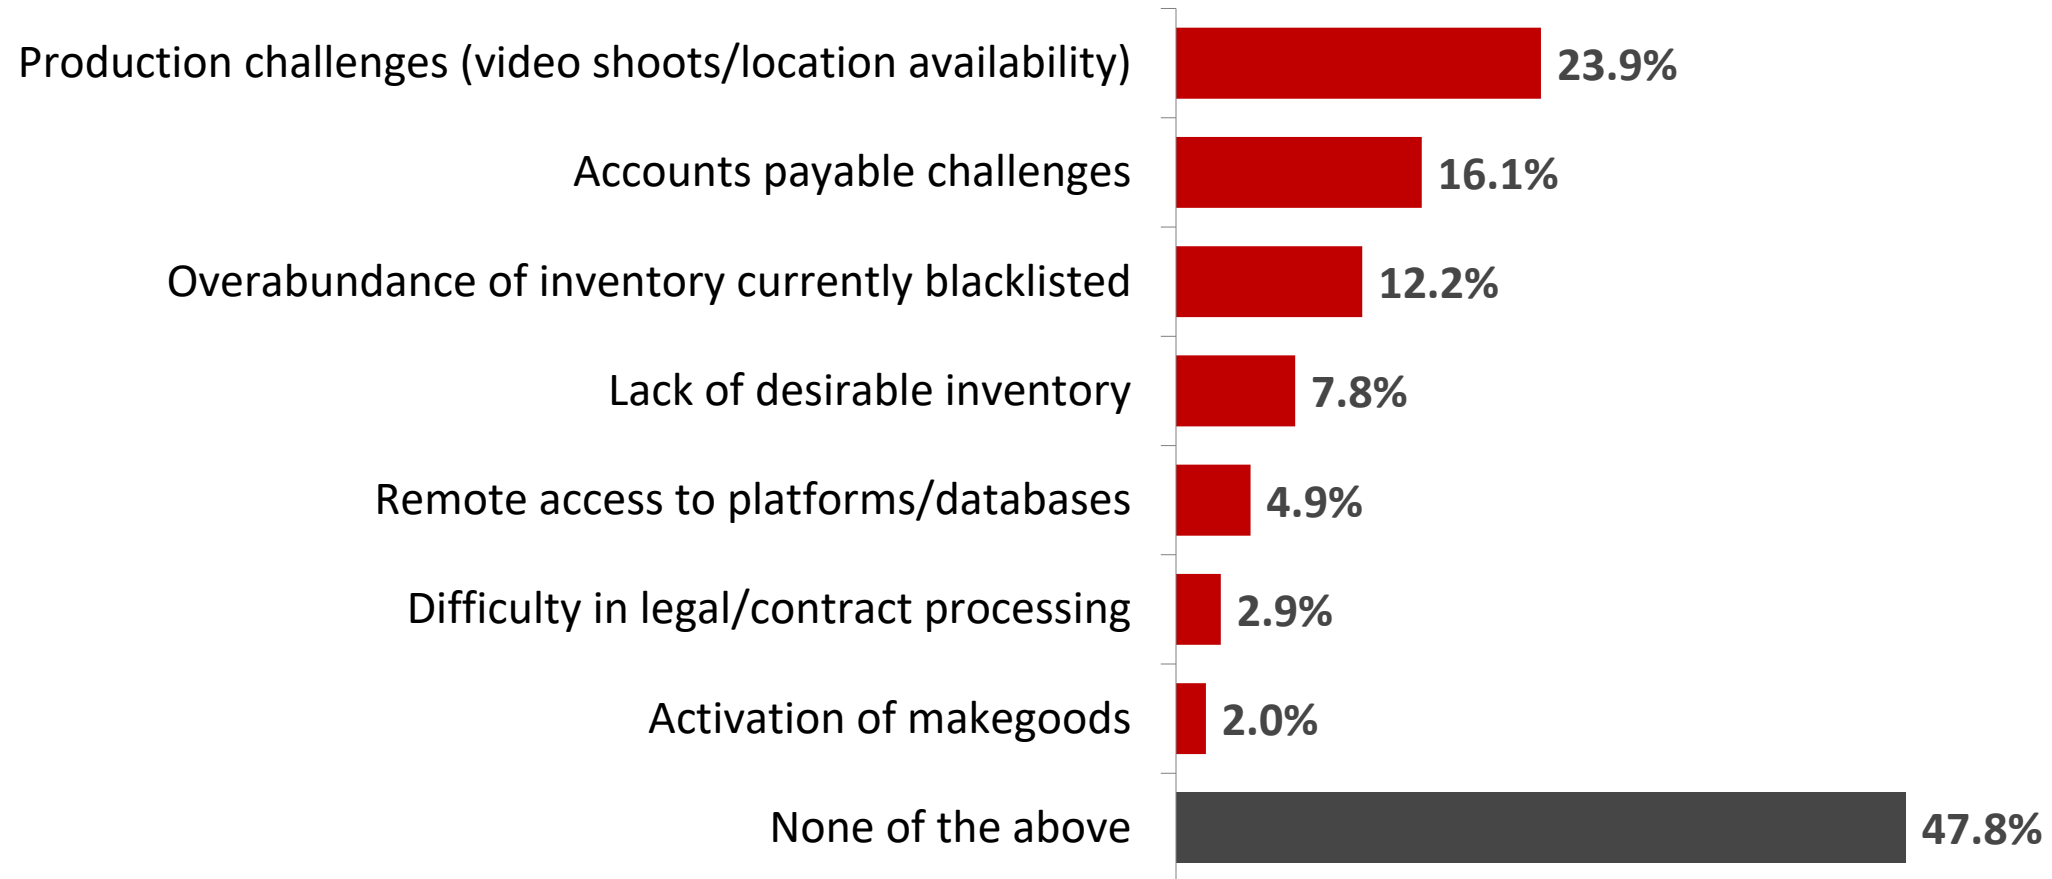 Production challenges (video shoots/location availability) 23.9%
Accounts payable challenges 16.1%
Overabundance of inventory currently blacklisted 12.2%
Lack of desirable inventory 7.8%
Remote access to platforms/databases 4.9%
Difficulty in legal/contract processing 2.9%
Activation of makegoods 2.0%
None of the above 47.8%